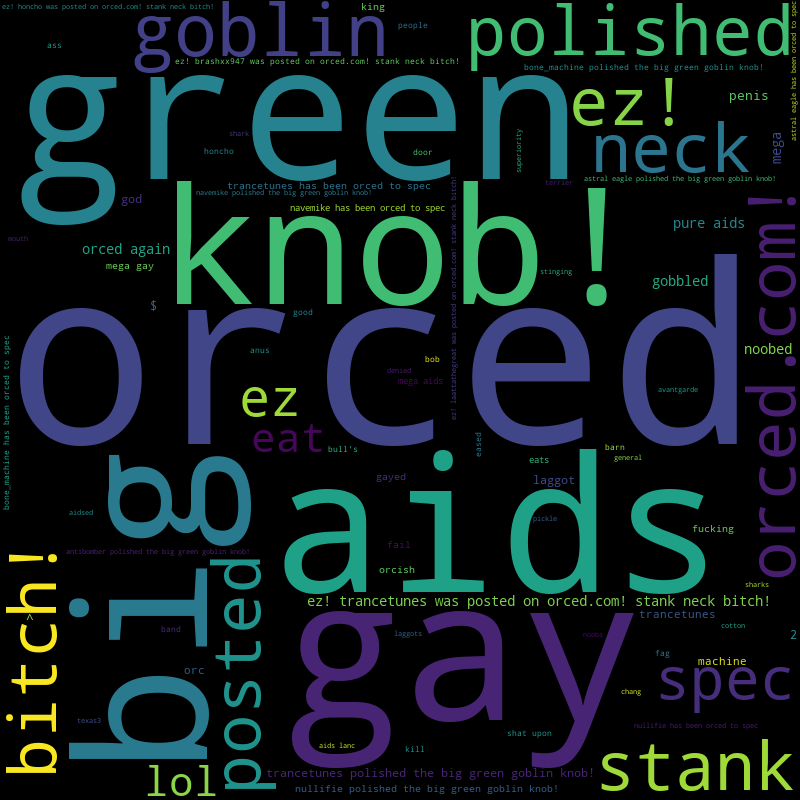 ez! honcho was posted on orced.com! stank neck bitch!
king
goblin
people
polished
astral eagle has been orced to spec
ass
ez! brashxx947 was posted on orced.com! stank neck bitch!
bone_machine polished the big green goblin knob!
green
ez!
penis
neck
mega
shark
honcho
door
superiority
trancetunes has been orced to spec
navemike polished the big green goblin knob!
terrier
astral eagle polished the big green goblin knob!
god
navemike has been orced to spec
knob!
ez! laattathegreat was posted on orced.com! stank neck bitch!
pure aids
orced.com!
mouth
orced again
mega gay
stinging
gobbled
$
good
orced
anus
bob
noobed
denied
mega aids
avantgarde
ez
eat
bull's
eased
barn
general
eats
bone_machine has been orced to spec
big
aids
gayed
laggot
aidsed
pickle
fucking
antibomber polished the big green goblin knob!
fail
orcish
sharks
bitch!
^
posted
ez! trancetunes was posted on orced.com! stank neck bitch!
gay
trancetunes
band
laggots
noobs
cotton
2
fag
machine
orc
spec
chang
texas3
nullifie has been orced to spec
shat upon
aids lanc
kill
stank
lol
trancetunes polished the big green goblin knob!
nullifie polished the big green goblin knob!